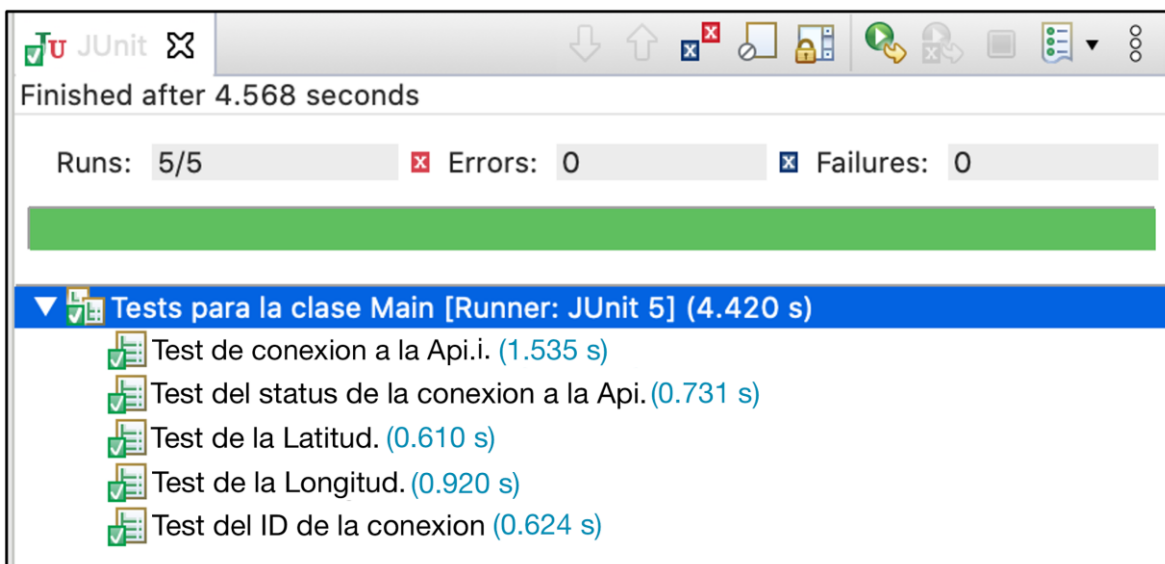 JUnit
Finished after 4.568 seconds
Runs: 5/5 Errors: 0 Failures: 0
Tests para la clase Main [Runner: JUnit 5] (4.420 s)
Test de conexion a la Api.i. (1.535 s)
Test del status de la conexion a la Api. (0.731 s)
Test de la Latitud. (0.610 s)
Test de la Longitud. (0.920 s)
Test del ID de la conexion (0.624 s)